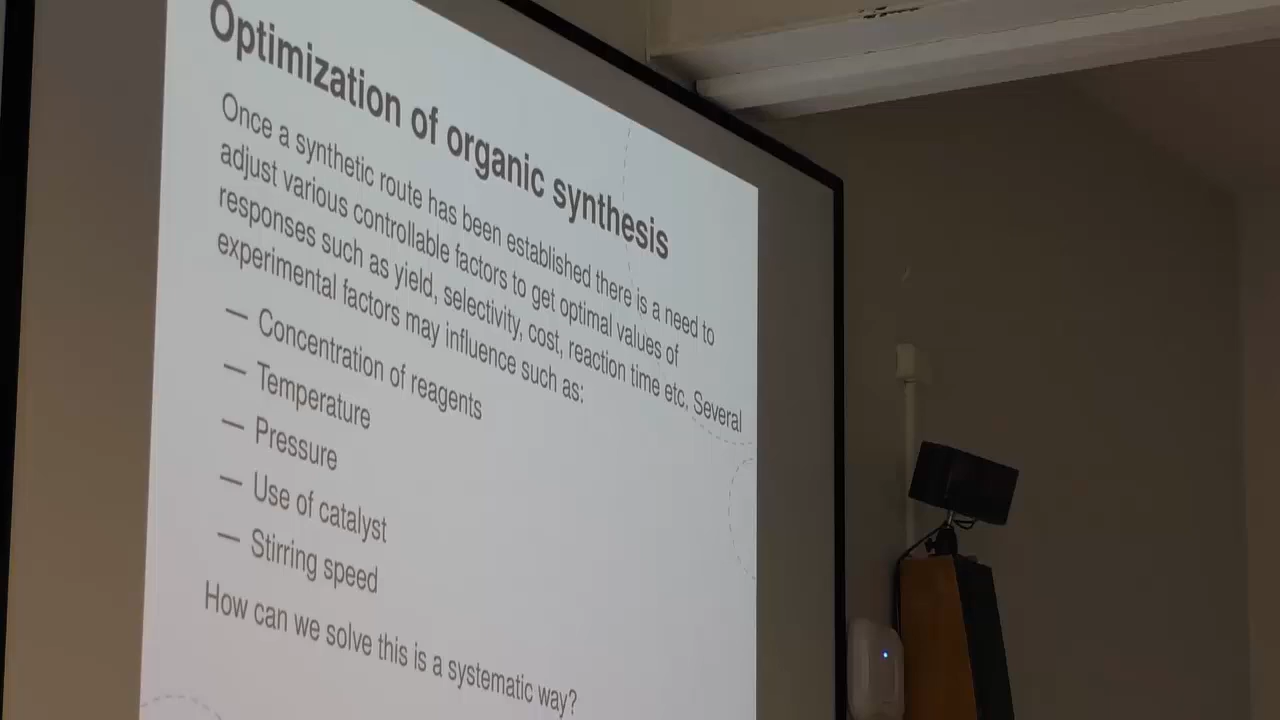 Optimization of organic synthesis
Once a synthetic route has been established there is a need to
adjust various controllable factors to get optimal values of
responses such as yield, selectivity, cost, reaction time etc. Several
experimental factors may influence such as:
— Concentration of reagents
— Temperature
— Pressure
— Use of catalyst
— Stirring speed
How can we solve this is a systematic way?